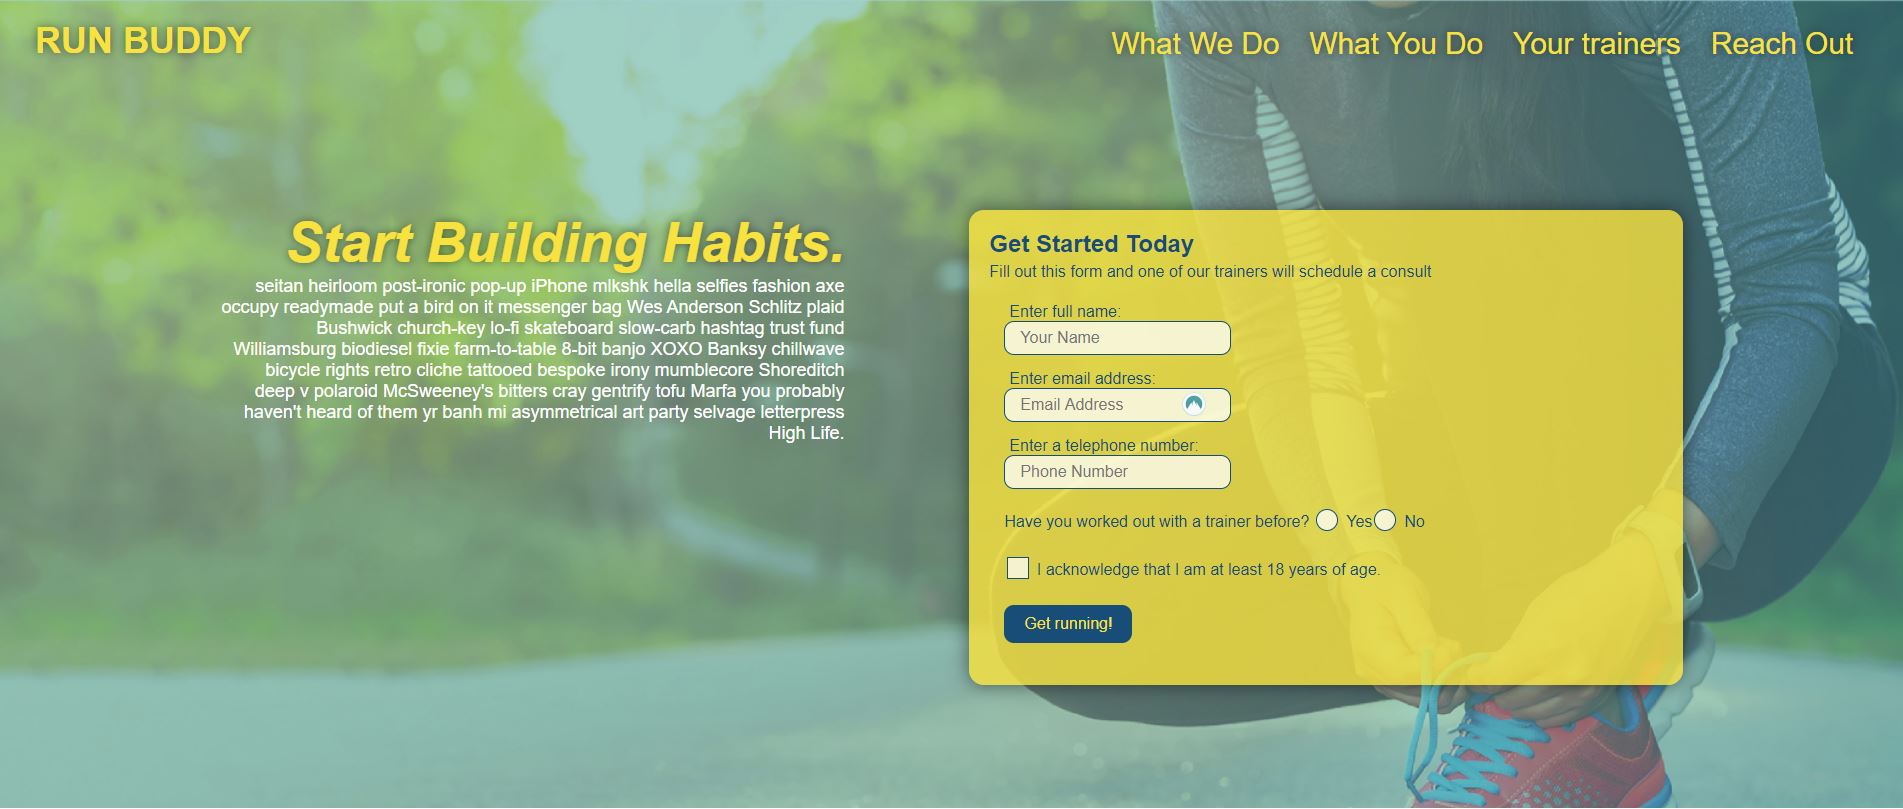 RUN BUDDY
What We Do What You Do Your trainers Reach Out
Start Building Habits.
seitan heirloom post-ironic pop-up iPhone mlkshk hella selfies fashion axe
occupy readymade put a bird on it messenger bag Wes Anderson Schlitz plaid
Bushwick church-key lo-fi skateboard slow-carb hashtag trust fund
Williamsburg biodiesel fixie farm-to-table 8-bit banjo XOXO Banksy chillwave
bicycle rights retro cliche tattooed bespoke irony mumblecore Shoreditch
deep v polaroid McSweeney's bitters cray gentrify tofu Marfa you probably
haven't heard of them yr banh mi asymmetrical art party selvage letterpress
High Life.
Get Started Today
Fill out this form and one of our trainers will schedule a consult
Enter full name:
Your Name
Enter email address:
Email Address
Enter a telephone number:
Phone Number
Have you worked out with a trainer before? Yes No
I acknowledge that I am at least 18 years of age.
Get running!